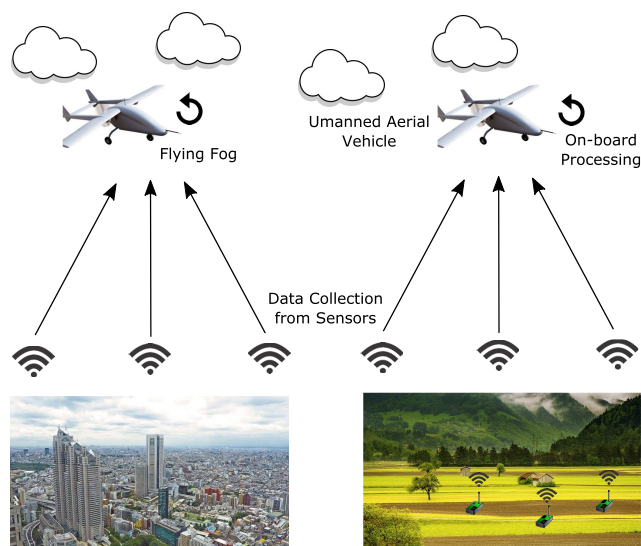 Flying Fog
Umanned Aerial
Vehicle
On-board
Processing
Data Collection
from Sensors